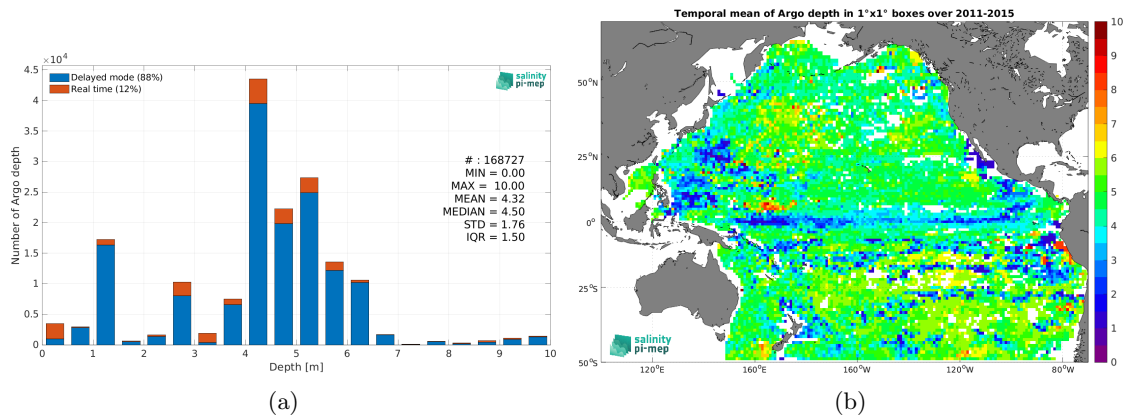 ×10⁴
4.5
4
3.5
3
2.5
2
1.5
1
0.5
0
Number of Argo depth
Delayed mode (88%)
Real time (12%)
salinity
pi-mep
# : 168727
MIN = 0.00
MAX = 10.00
MEAN = 4.32
MEDIAN = 4.50
STD = 1.76
IQR = 1.50
0 1 2 3 4 5 6 7 8 9 10
Depth [m]
(a)
Temporal mean of Argo depth in 1°x1° boxes over 2011-2015
50°N
25°N
0°
25°S
50°S
120°E 160°E 160°W 120°W 80°W
salinity
pi-mep
10
9
8
7
6
5
4
3
2
1
0
(b)